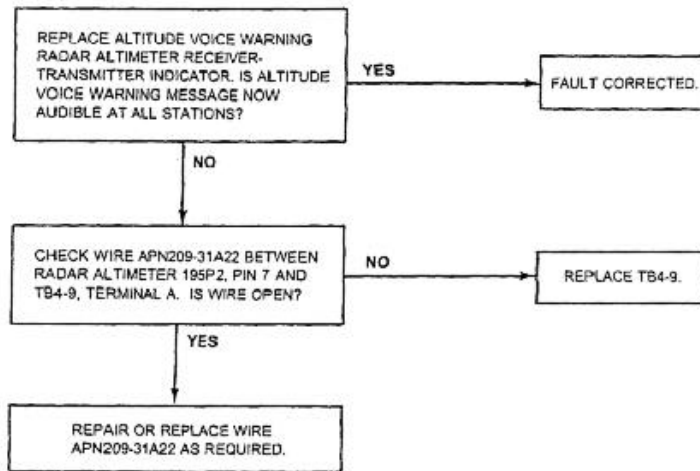 REPLACE ALTITUDE VOICE WARNING
RADAR ALTIMETER RECEIVER-
TRANSMITTER INDICATOR. IS ALTITUDE
VOICE WARNING MESSAGE NOW
AUDIBLE AT ALL STATIONS?
YES
FAULT CORRECTED.
NO
CHECK WIRE APN209-31A22 BETWEEN
RADAR ALTIMETER 195P2, PIN 7 AND
TB4-9, TERMINAL A. IS WIRE OPEN?
NO
REPLACE TB4-9.
YES
REPAIR OR REPLACE WIRE
APN209-31A22 AS REQUIRED.